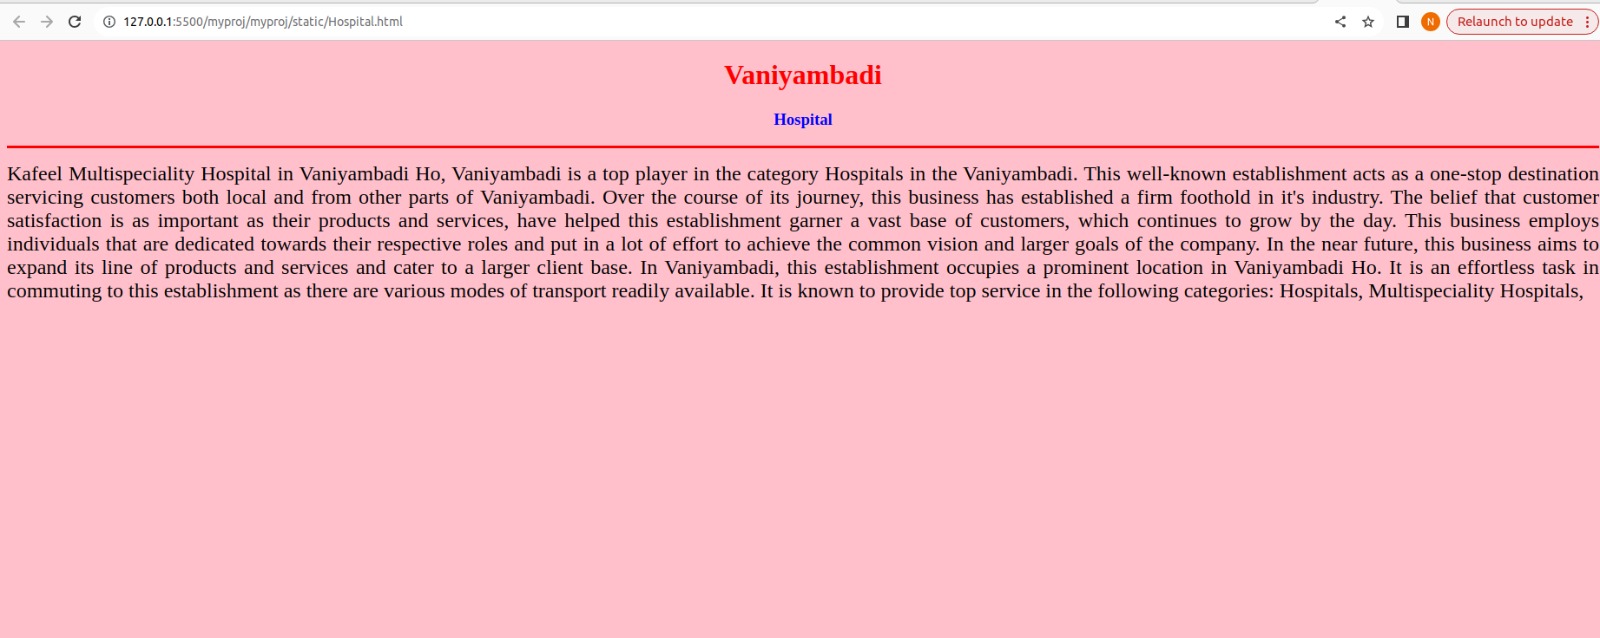 127.0.0.1:5500/myproj/myproj/static/Hospital.html
N
Relaunch to update
Vaniyambadi
Hospital
Kafeel Multispeciality Hospital in Vaniyambadi Ho, Vaniyambadi is a top player in the category Hospitals in the Vaniyambadi. This well-known establishment acts as a one-stop destination
servicing customers both local and from other parts of Vaniyambadi. Over the course of its journey, this business has established a firm foothold in it's industry. The belief that customer
satisfaction is as important as their products and services, have helped this establishment garner a vast base of customers, which continues to grow by the day. This business employs
individuals that are dedicated towards their respective roles and put in a lot of effort to achieve the common vision and larger goals of the company. In the near future, this business aims to
expand its line of products and services and cater to a larger client base. In Vaniyambadi, this establishment occupies a prominent location in Vaniyambadi Ho. It is an effortless task in
commuting to this establishment as there are various modes of transport readily available. It is known to provide top service in the following categories: Hospitals, Multispeciality Hospitals,